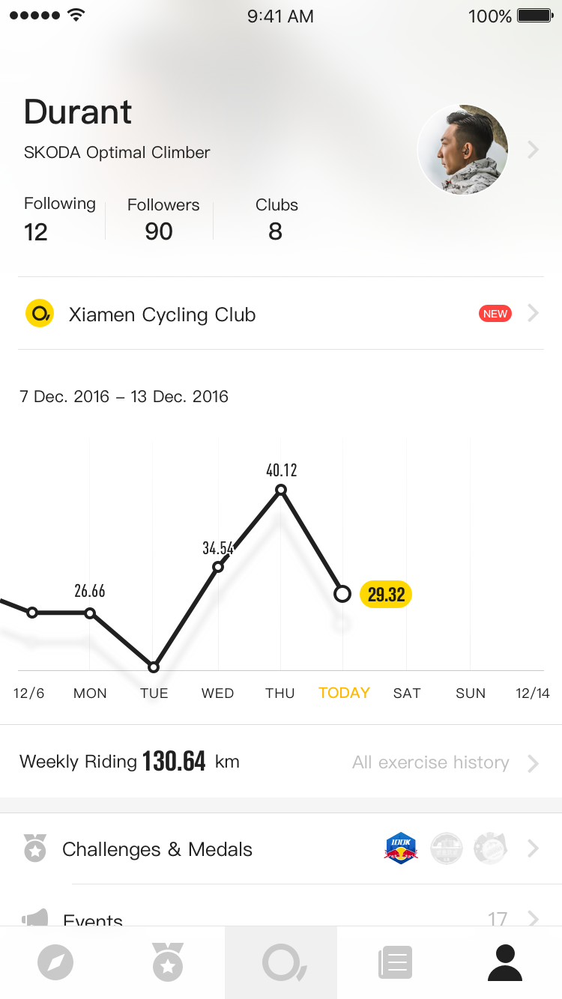 9:41 AM 100%
Durant
SKODA Optimal Climber
Following Followers Clubs
12 90 8
Xiamen Cycling Club NEW
7 Dec. 2016 – 13 Dec. 2016
40.12
34.54
26.66
29.32
12/6 MON TUE WED THU TODAY SAT SUN 12/14
Weekly Riding 130.64 km All exercise history
Challenges & Medals 100K
Events 17